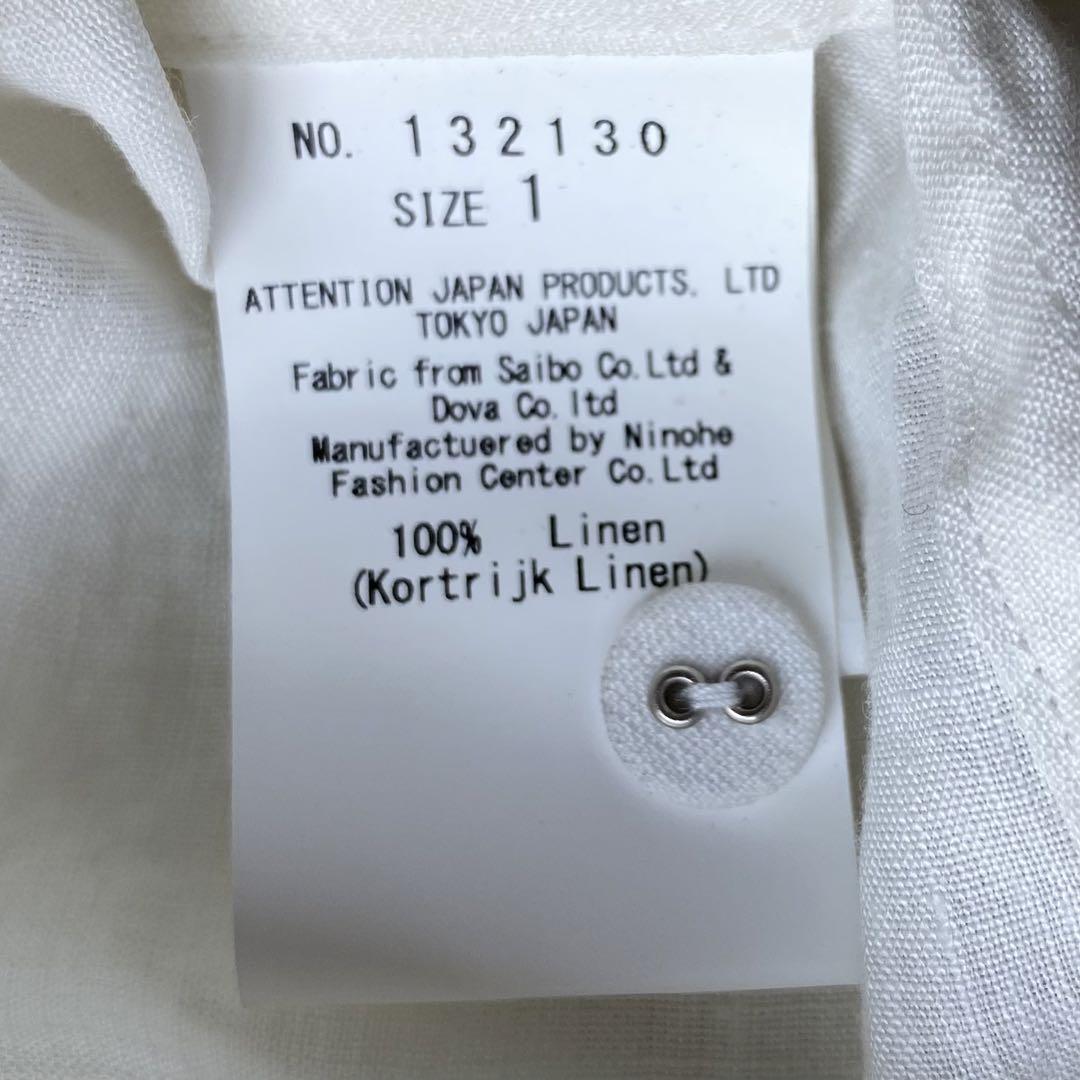 NO. 132130
SIZE 1
ATTENTION JAPAN PRODUCTS. LTD
TOKYO JAPAN
Fabric from Saibo Co.Ltd &
Dova Co.ltd
Manufactuered by Ninohe
Fashion Center Co.Ltd
100% Linen
(Kortrijk Linen)